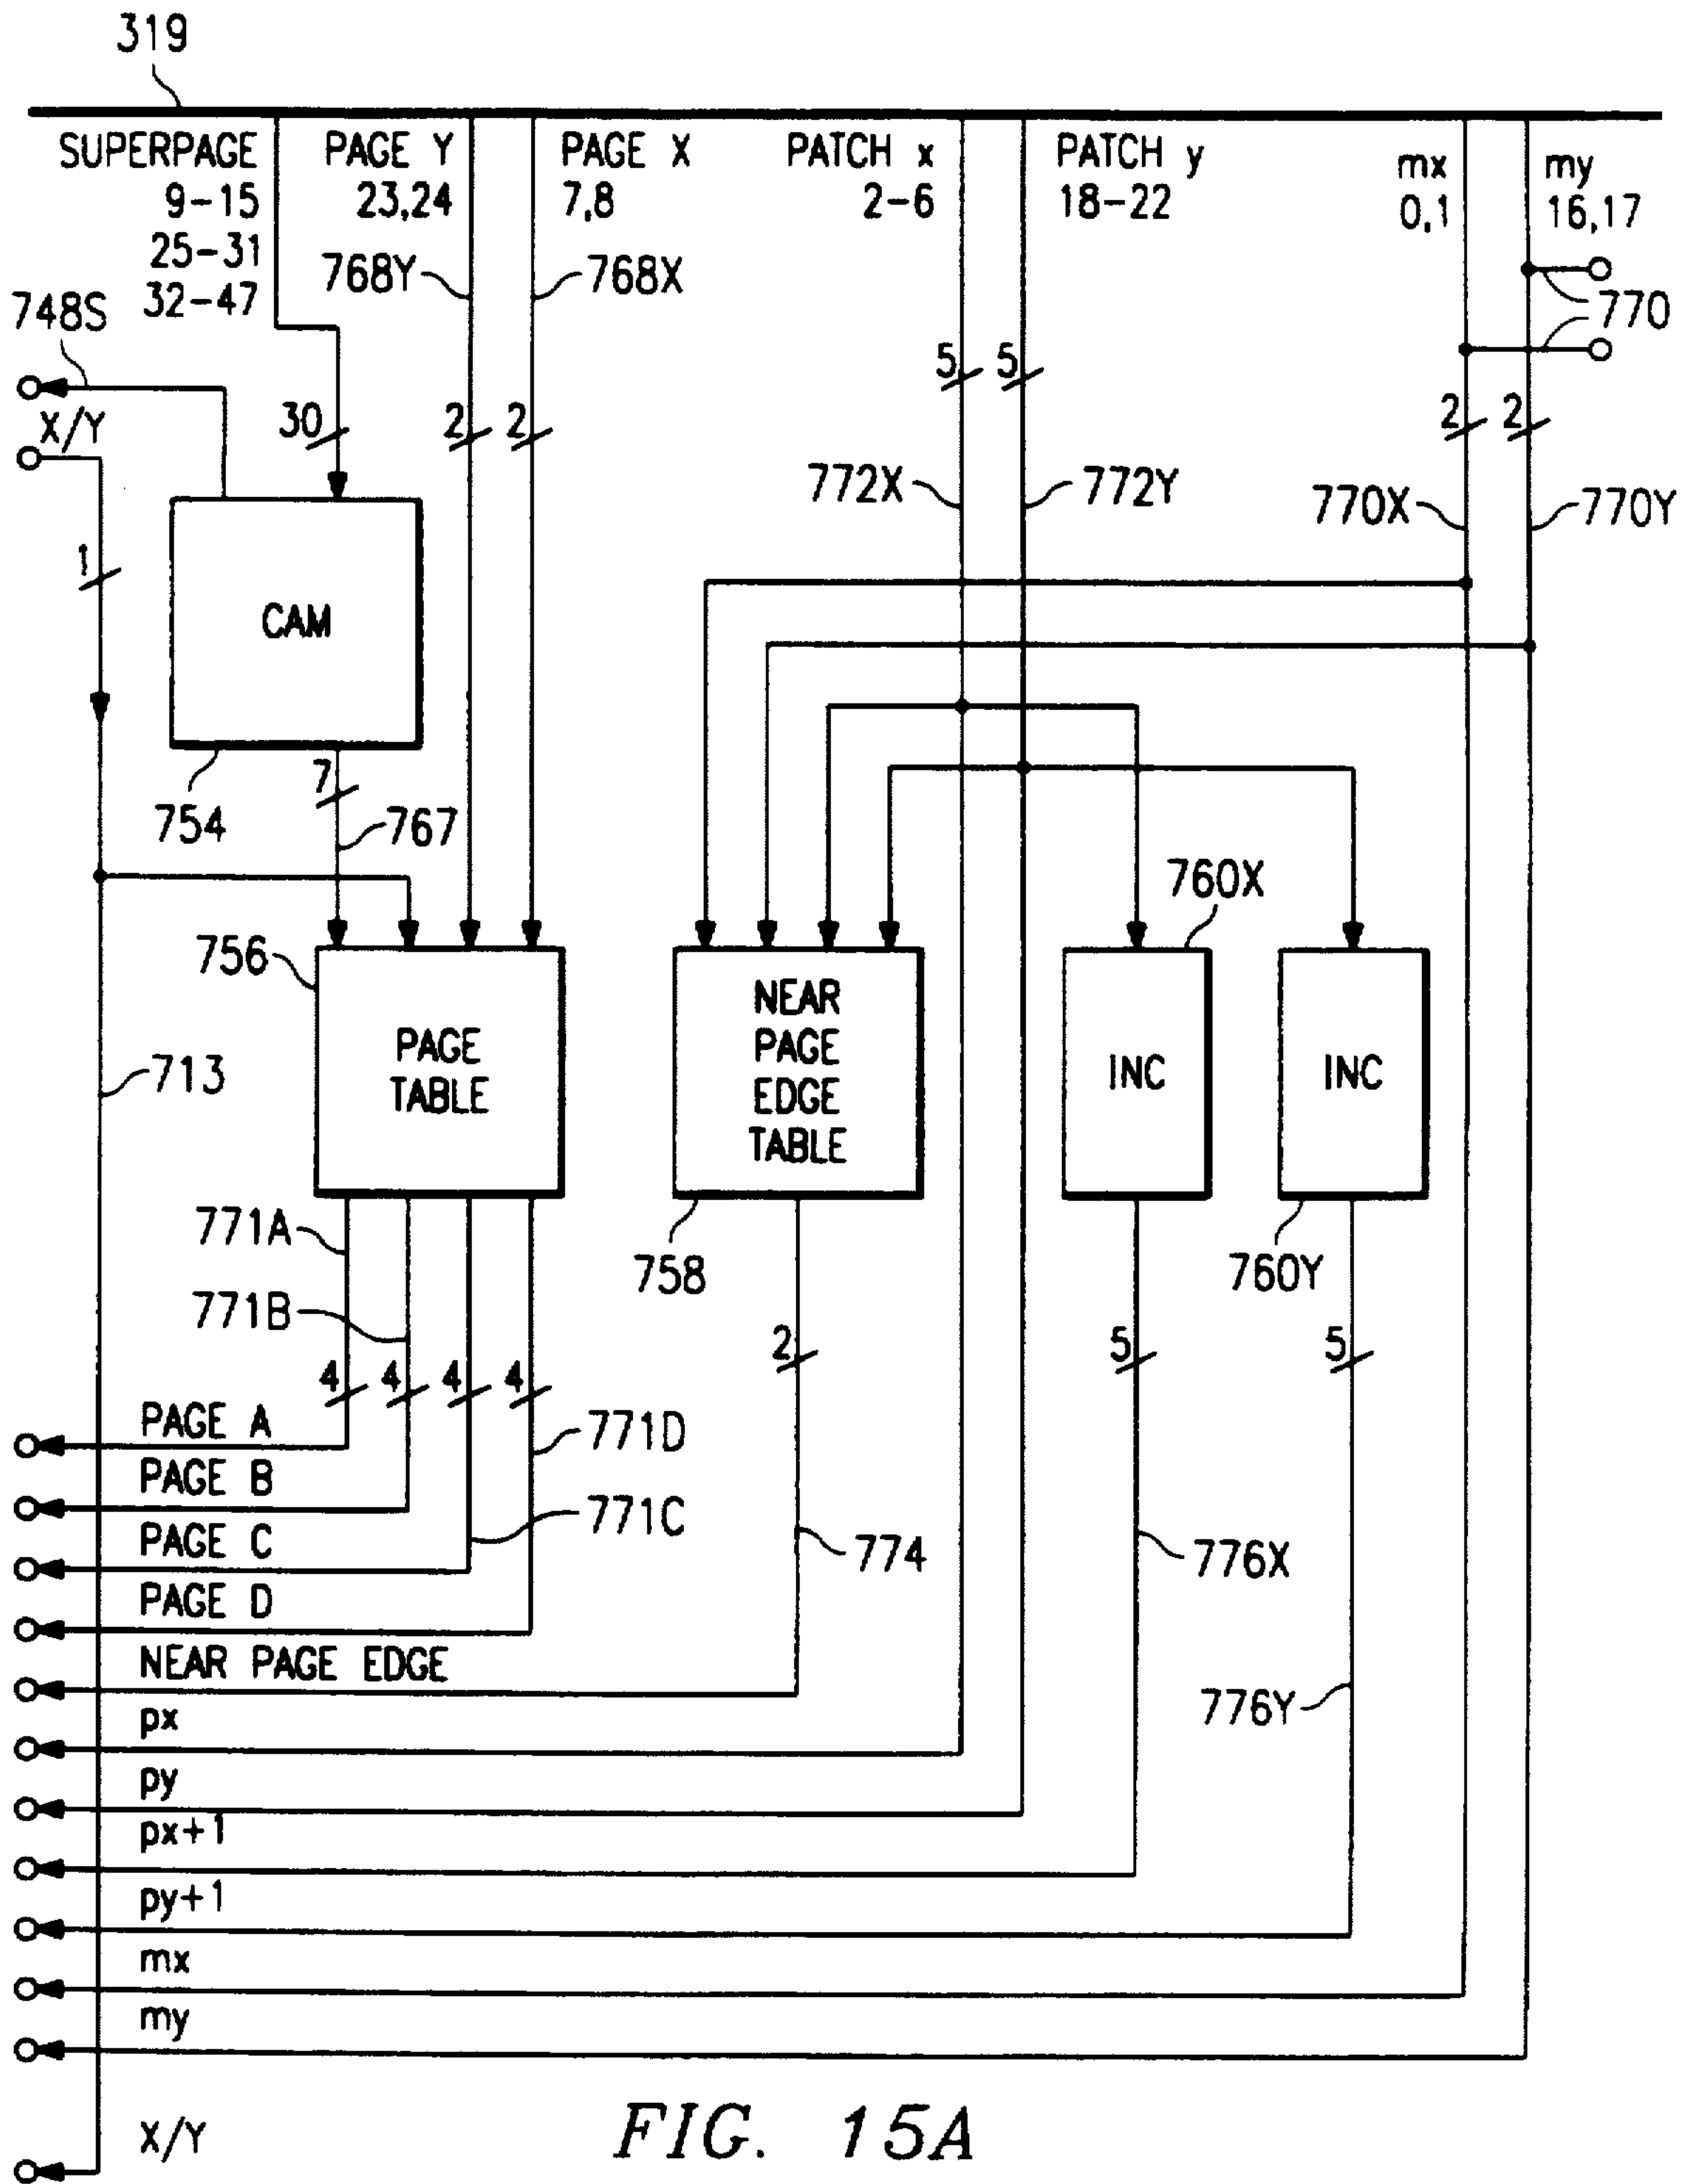 319
SUPERPAGE
9-15
25-31
32-47
PAGE Y
23,24
PAGE X
7,8
PATCH x
2-6
PATCH y
18-22
mx
0,1
my
16,17
768Y
768X
770
748S
X/Y
30
2
2
5
5
2
2
772X
772Y
770X
770Y
1
CAM
754
7
767
760X
756
PAGE
TABLE
NEAR
PAGE
EDGE
TABLE
INC
INC
713
771A
758
760Y
771B
4
4
4
4
2
5
5
PAGE A
771D
PAGE B
771C
PAGE C
774
776X
PAGE D
NEAR PAGE EDGE
776Y
px
py
px+1
py+1
mx
my
X/Y
FIG. 15A